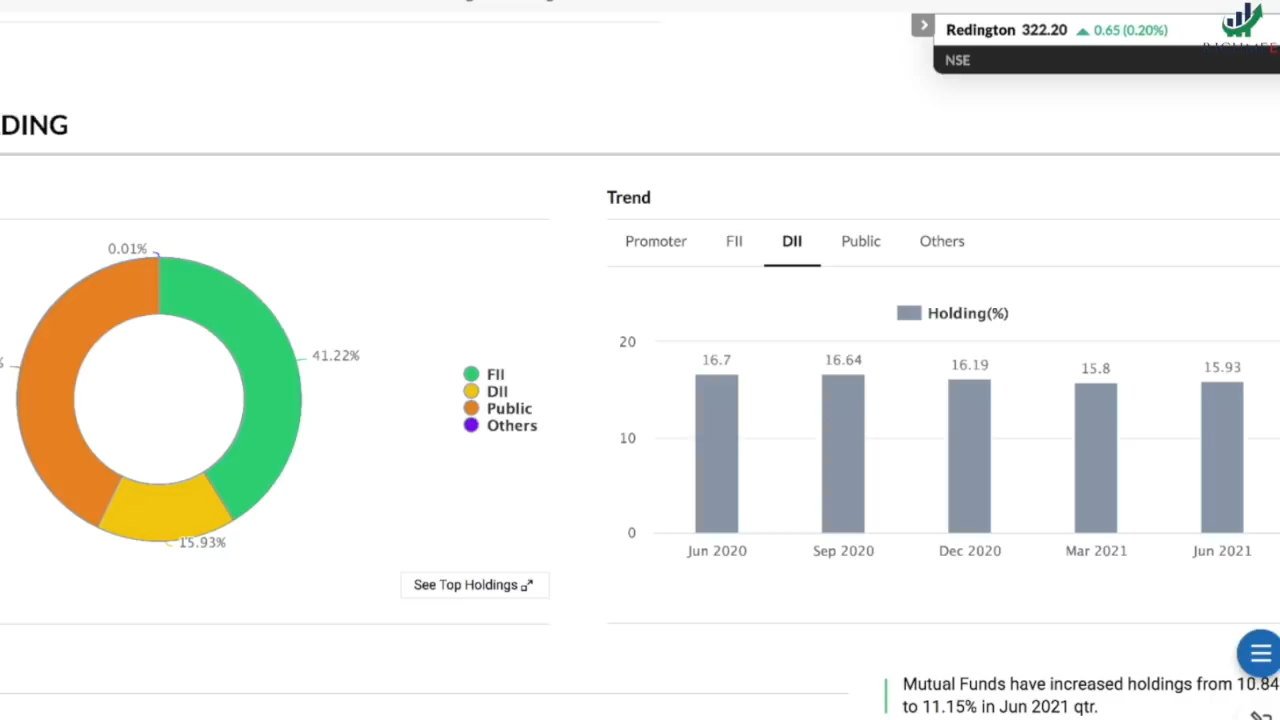 Redington 322.20 ▲ 0.65 (0.20%)
NSE
DING
Trend
Promoter FII DII Public Others
0.01%
41.22%
15.93%
%
FII
DII
Public
Others
See Top Holdings
Holding(%)
20
10
0
16.7 16.64 16.19 15.8 15.93
Jun 2020 Sep 2020 Dec 2020 Mar 2021 Jun 2021
Mutual Funds have increased holdings from 10.84
to 11.15% in Jun 2021 qtr.